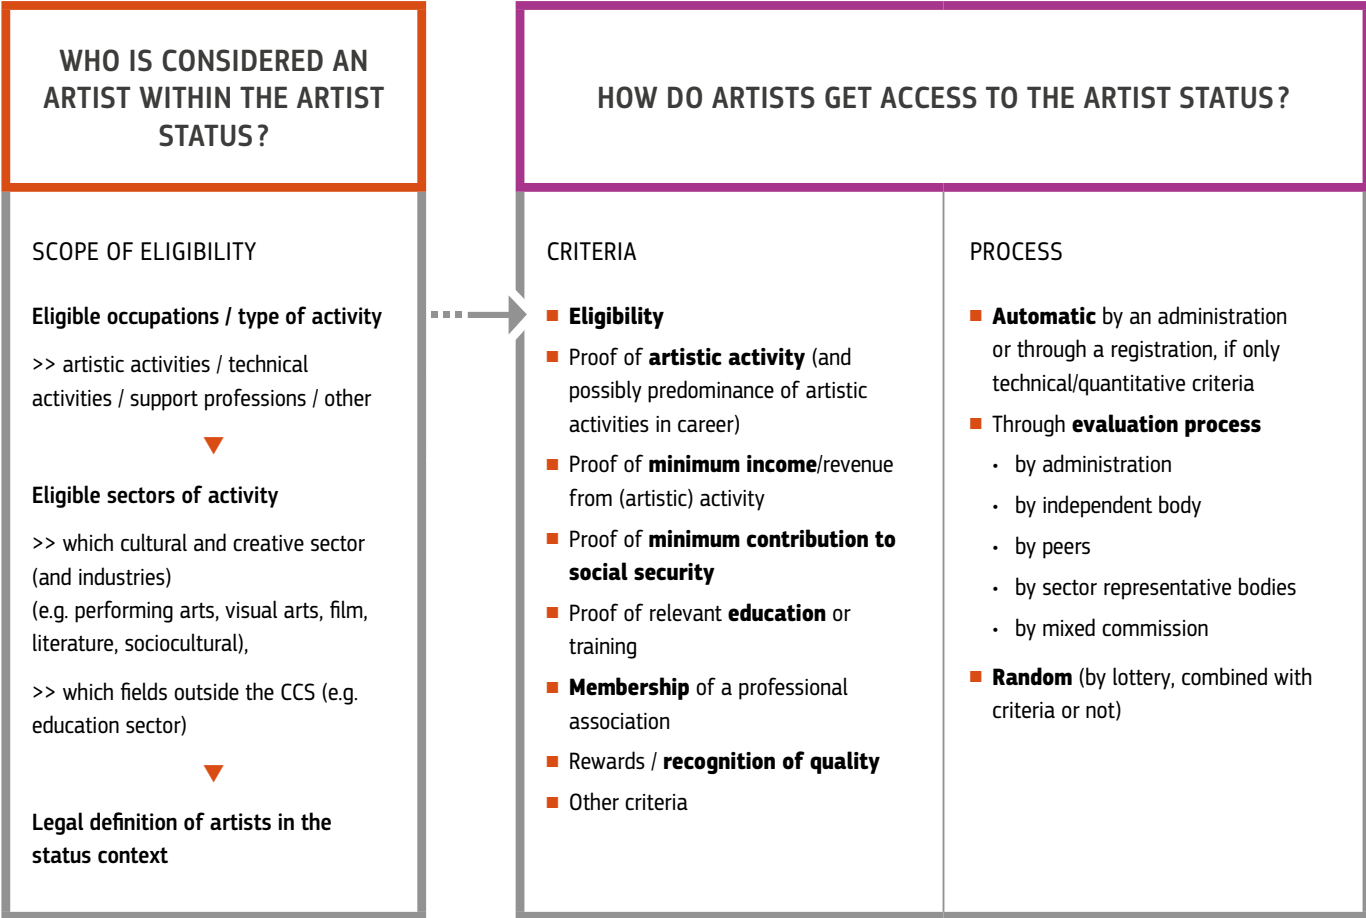 WHO IS CONSIDERED AN
ARTIST WITHIN THE ARTIST
STATUS?
HOW DO ARTISTS GET ACCESS TO THE ARTIST STATUS?
SCOPE OF ELIGIBILITY
Eligible occupations / type of activity
>> artistic activities / technical
activities / support professions / other
Eligible sectors of activity
>> which cultural and creative sector
(and industries)
(e.g. performing arts, visual arts, film,
literature, sociocultural),
>> which fields outside the CCS (e.g.
education sector)
Legal definition of artists in the
status context
CRITERIA
Eligibility
Proof of artistic activity (and
possibly predominance of artistic
activities in career)
Proof of minimum income/revenue
from (artistic) activity
Proof of minimum contribution to
social security
Proof of relevant education or
training
Membership of a professional
association
Rewards / recognition of quality
Other criteria
PROCESS
Automatic by an administration
or through a registration, if only
technical/quantitative criteria
Through evaluation process
• by administration
• by independent body
• by peers
• by sector representative bodies
• by mixed commission
Random (by lottery, combined with
criteria or not)